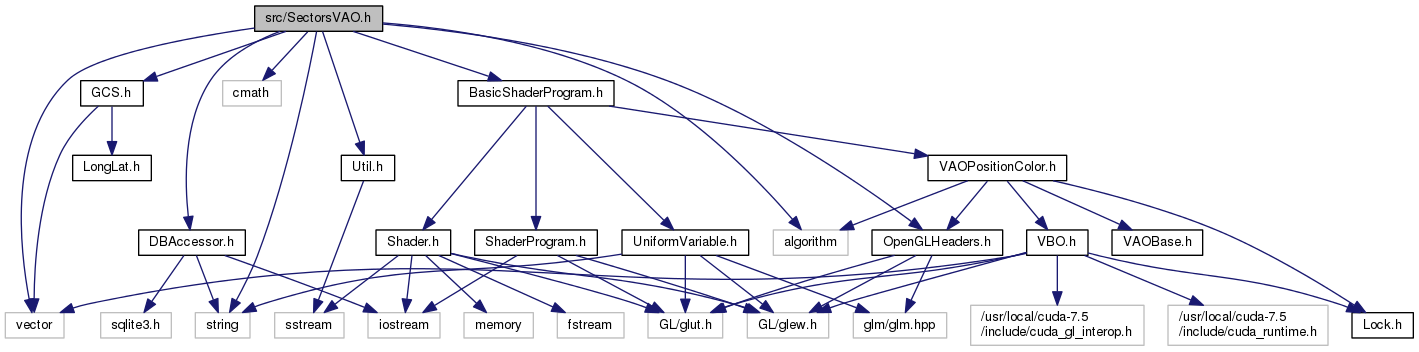 src/SectorsVAO.h
GCS.h
cmath
BasicShaderProgram.h
LongLat.h
Util.h
VAOPositionColor.h
DBAccessor.h
Shader.h
ShaderProgram.h
UniformVariable.h
algorithm
OpenGLHeaders.h
VBO.h
VAOBase.h
vector
sqlite3.h
string
sstream
iostream
memory
fstream
GL/glut.h
GL/glew.h
glm/glm.hpp
/usr/local/cuda-7.5
/include/cuda_gl_interop.h
/usr/local/cuda-7.5
/include/cuda_runtime.h
Lock.h